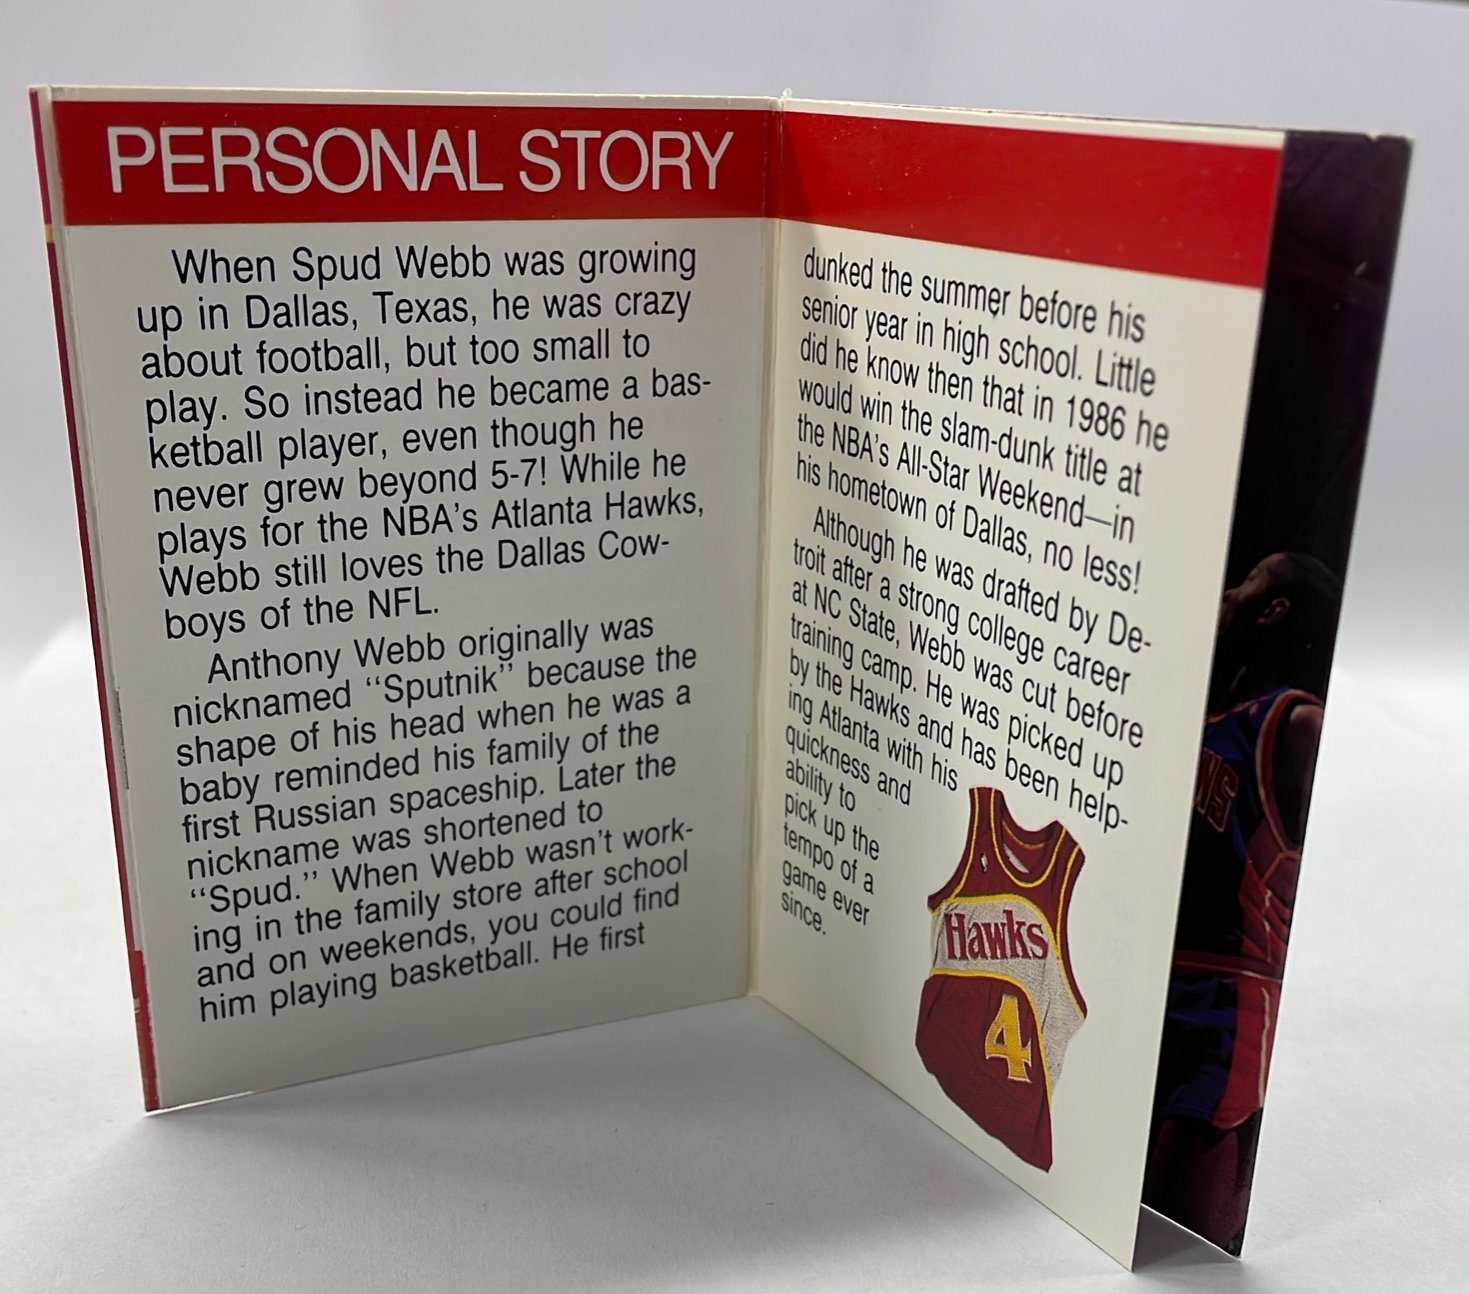 PERSONAL STORY
When Spud Webb was growing
up in Dallas, Texas, he was crazy
about football, but too small to
play. So instead he became a bas-
ketball player, even though he
never grew beyond 5-7! While he
plays for the NBA's Atlanta Hawks,
Webb still loves the Dallas Cow-
boys of the NFL.
Anthony Webb originally was
nicknamed “Sputnik” because the
shape of his head when he was a
baby reminded his family of the
first Russian spaceship. Later the
nickname was shortened to
“Spud.” When Webb wasn't work-
ing in the family store after school
and on weekends, you could find
him playing basketball. He first
dunked the summer before his
senior year in high school. Little
did he know then that in 1986 he
would win the slam-dunk title at
the NBA's All-Star Weekend—in
his hometown of Dallas, no less!
Although he was drafted by De-
troit after a strong college career
at NC State, Webb was cut before
training camp. He was picked up
by the Hawks and has been help-
ing Atlanta with his
quickness and
ability to
pick up the
tempo of a
game ever
since.
Hawks
4